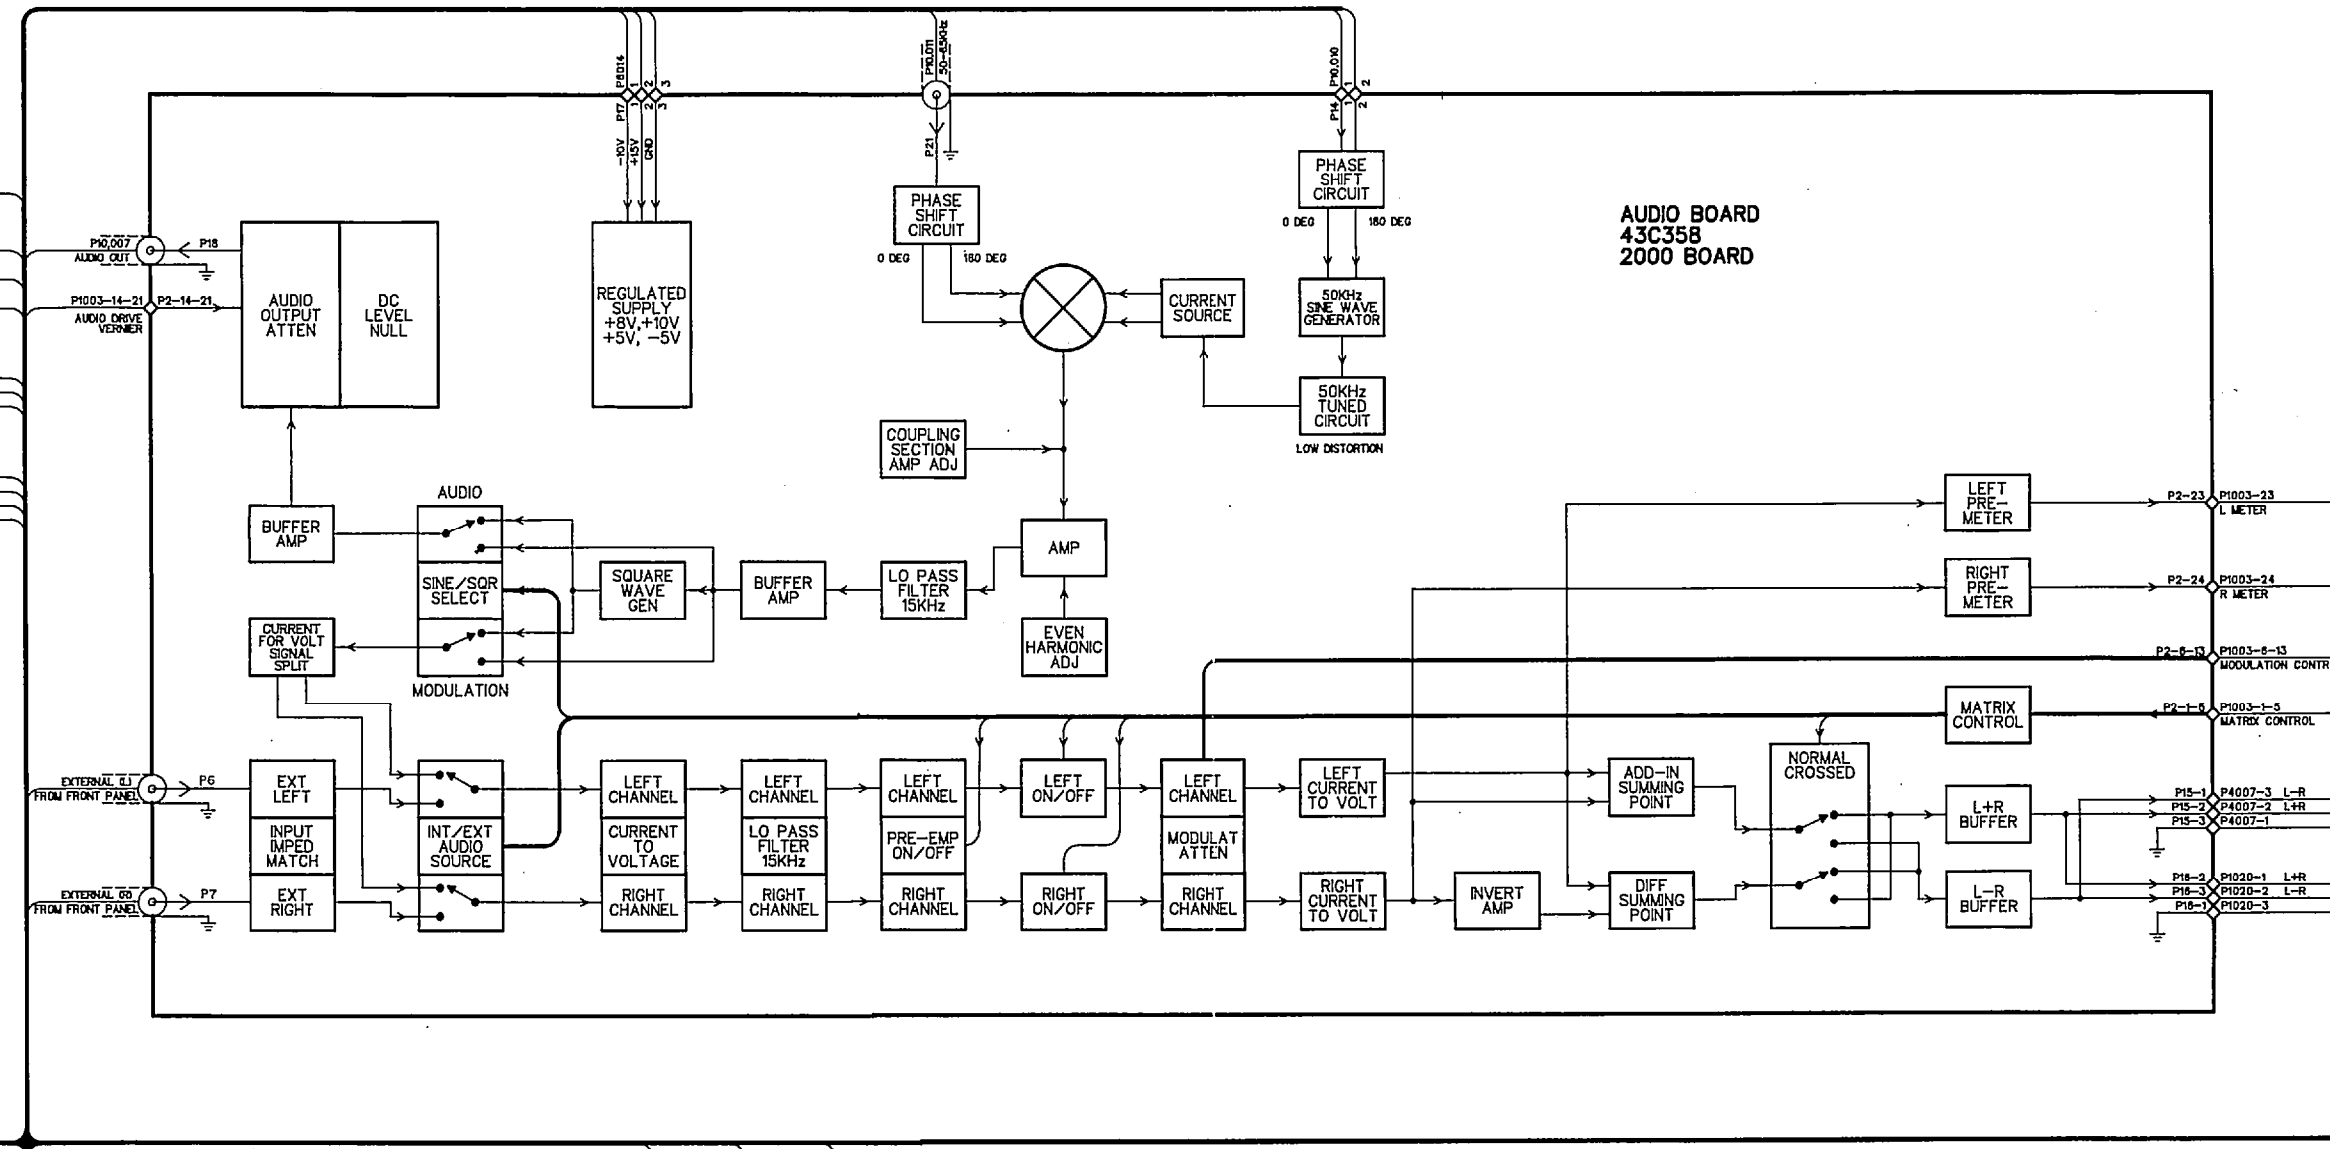 P8014
1
2
3
P17
1
2
3
-10V
+15V
GND
P10,011
50-65KHz
P21
P10,010
1
2
P14
1
2
PHASE
SHIFT
CIRCUIT
0 DEG
180 DEG
PHASE
SHIFT
CIRCUIT
0 DEG
180 DEG
AUDIO BOARD
43C358
2000 BOARD
P10,007
AUDIO OUT
P18
P1003-14-21
P2-14-21
AUDIO DRIVE
VERNIER
AUDIO
OUTPUT
ATTEN
DC
LEVEL
NULL
REGULATED
SUPPLY
+8V,+10V
+5V, -5V
CURRENT
SOURCE
50KHz
SINE WAVE
GENERATOR
50KHz
TUNED
CIRCUIT
LOW DISTORTION
COUPLING
SECTION
AMP ADJ
AUDIO
BUFFER
AMP
SINE/SQR
SELECT
MODULATION
CURRENT
FOR VOLT
SIGNAL
SPLIT
SQUARE
WAVE
GEN
BUFFER
AMP
LO PASS
FILTER
15KHz
AMP
EVEN
HARMONIC
ADJ
LEFT
PRE-
METER
P2-23
P1003-23
L METER
RIGHT
PRE-
METER
P2-24
P1003-24
R METER
P2-6-13
P1003-6-13
MODULATION CONTR
MATRIX
CONTROL
P1003-1-5
MATRIX CONTROL
EXTERNAL (L)
FROM FRONT PANEL
P6
EXT
LEFT
INPUT
IMPED
MATCH
EXT
RIGHT
FROM FRONT PANEL
P7
INT/EXT
AUDIO
SOURCE
LEFT
CHANNEL
CURRENT
TO
VOLTAGE
RIGHT
CHANNEL
LEFT
CHANNEL
LO PASS
FILTER
15KHz
RIGHT
CHANNEL
LEFT
CHANNEL
PRE-EMP
ON/OFF
RIGHT
CHANNEL
LEFT
ON/OFF
RIGHT
ON/OFF
LEFT
CHANNEL
MODULAT
ATTEN
RIGHT
CHANNEL
LEFT
CURRENT
TO VOLT
RIGHT
CURRENT
TO VOLT
INVERT
AMP
ADD-IN
SUMMING
POINT
DIFF
SUMMING
POINT
NORMAL
CROSSED
L+R
BUFFER
L-R
BUFFER
P15-1
P4007-3 L-R
P15-2
P4007-2 L+R
P15-3
P4007-1
P16-2
P1020-1 L+R
P16-3
P1020-2 L-R
P16-1
P1020-3